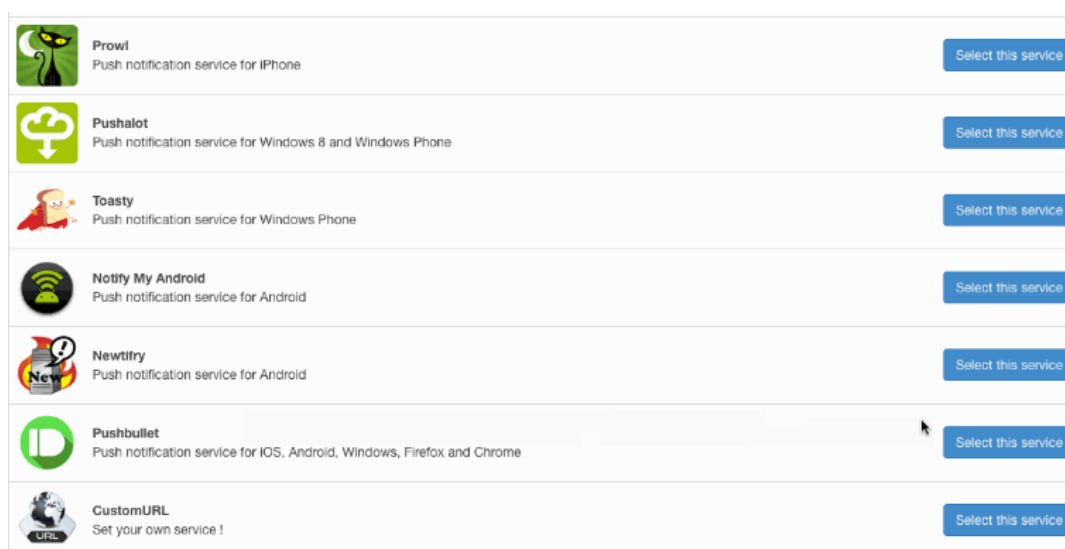 Prowl
Push notification service for iPhone
Select this service
Pushalot
Push notification service for Windows 8 and Windows Phone
Select this service
Toasty
Push notification service for Windows Phone
Select this service
Notify My Android
Push notification service for Android
Select this service
New
Newtifry
Push notification service for Android
Select this service
Pushbullet
Push notification service for iOS, Android, Windows, Firefox and Chrome
Select this service
URL
CustomURL
Set your own service !
Select this service